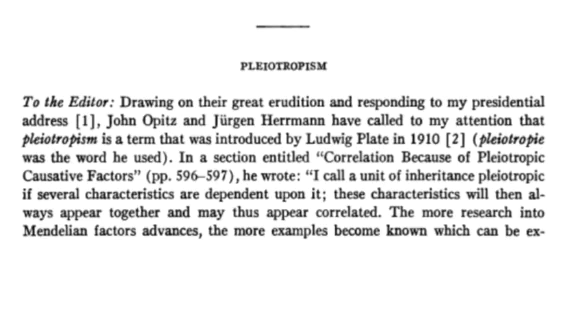 PLEIOTROPISM
To the Editor: Drawing on their great erudition and responding to my presidential
address [1], John Opitz and Jürgen Herrmann have called to my attention that
pleiotropism is a term that was introduced by Ludwig Plate in 1910 [2] (pleiotropie
was the word he used). In a section entitled “Correlation Because of Pleiotropic
Causative Factors” (pp. 596–597), he wrote: “I call a unit of inheritance pleiotropic
if several characteristics are dependent upon it; these characteristics will then al-
ways appear together and may thus appear correlated. The more research into
Mendelian factors advances, the more examples become known which can be ex-